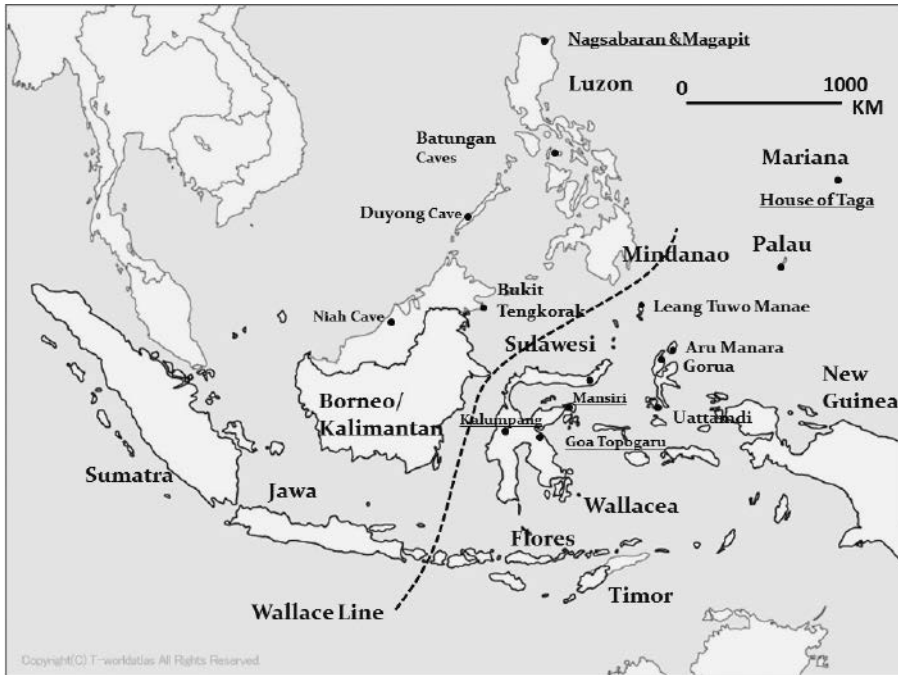 Nagsabaran &Magapit
Luzon
0 1000
KM
Batungan
Caves
Mariana
House of Taga
Duyong Cave
Palau
Mindanao
Bukit
Tengkorak
Leang Tuwo Manae
Niah Cave
Sulawesi
Aru Manara
Gorua
New
Guinea
Borneo/
Kalimantan
Mansiri
Kalumpang
Uattamdi
Goa Topogaru
Sumatra
Jawa
Wallacea
Flores
Timor
Wallace Line
Copyright(C) T-worldatlas All Rights Reserved